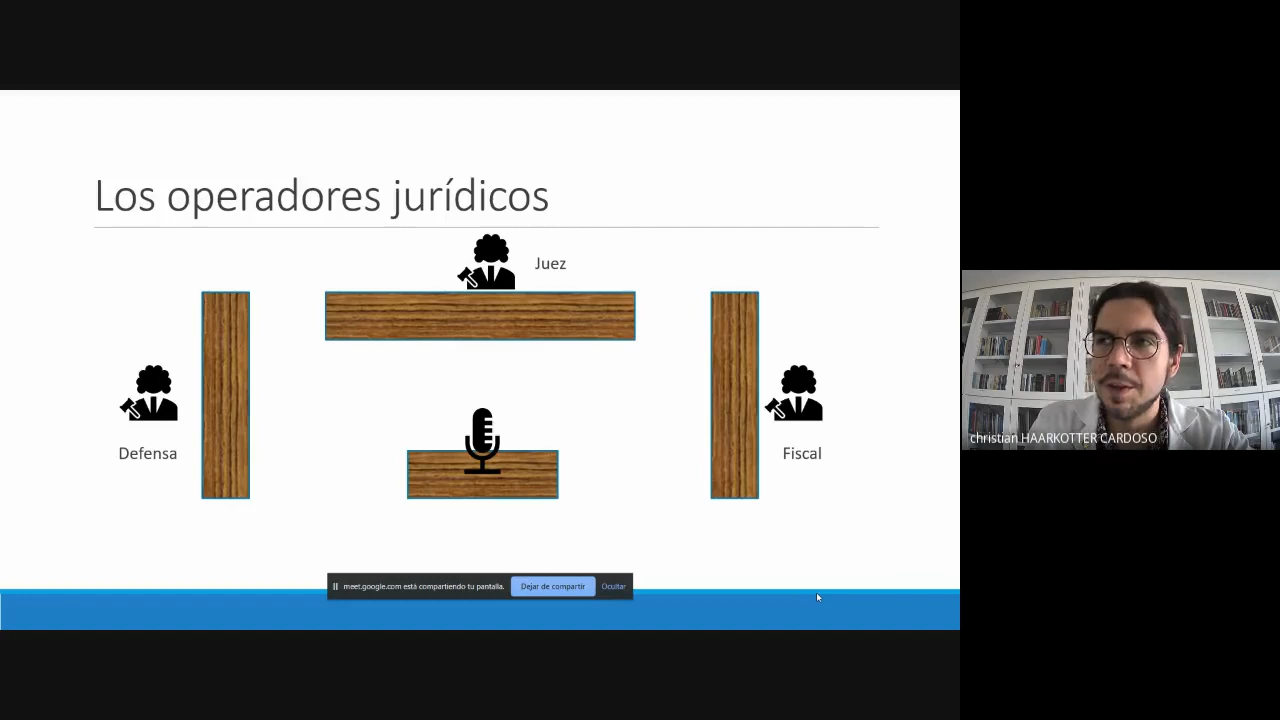 Los operadores jurídicos
Juez
Defensa
Fiscal
meet.google.com está compartiendo tu pantalla.
Dejar de compartir
Ocultar
christian HAARKOTTER CARDOSO